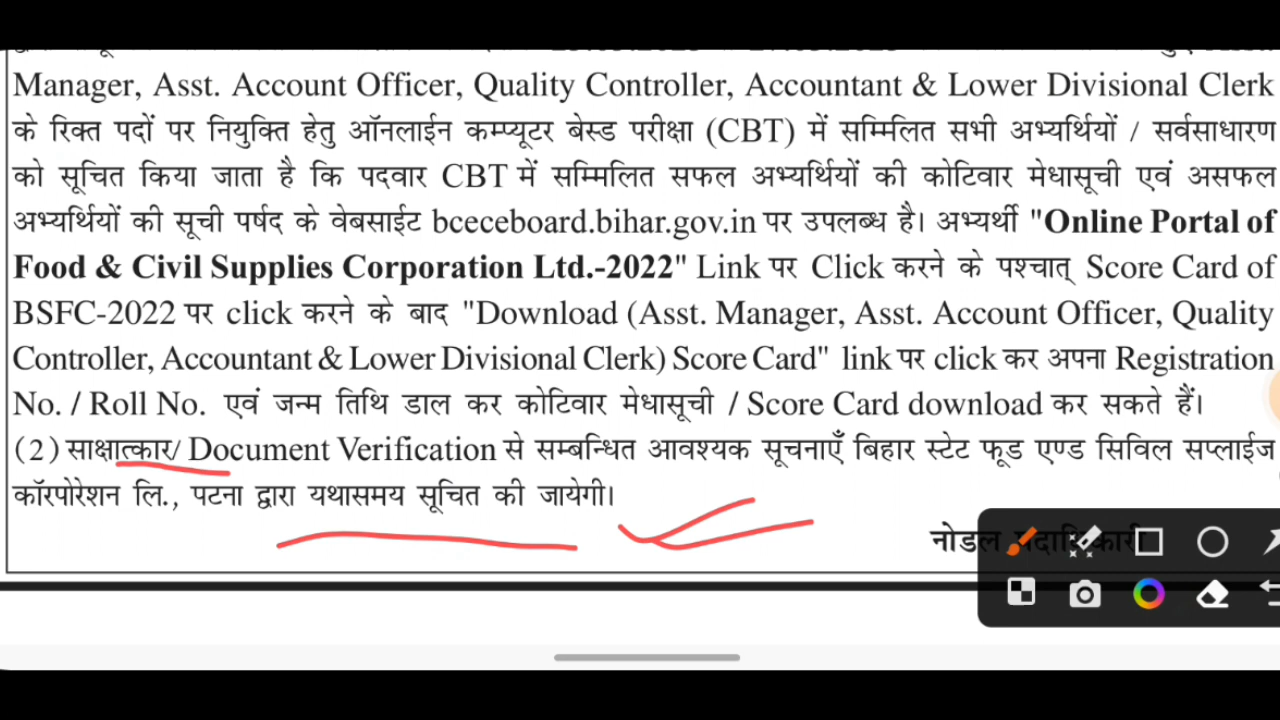 Manager, Asst. Account Officer, Quality Controller, Accountant & Lower Divisional Clerk
के रिक्त पदों पर नियुक्ति हेतु ऑनलाईन कम्प्यूटर बेस्ड परीक्षा (CBT) में सम्मिलित सभी अभ्यर्थियों / सर्वसाधारण
को सूचित किया जाता है कि पदवार CBT में सम्मिलित सफल अभ्यर्थियों की कोटिवार मेधासूची एवं असफल
अभ्यर्थियों की सूची पर्षद के वेबसाईट bceceboard.bihar.gov.in पर उपलब्ध है। अभ्यर्थी "Online Portal of
Food & Civil Supplies Corporation Ltd.-2022" Link पर Click करने के पश्चात् Score Card of
BSFC-2022 पर click करने के बाद "Download (Asst. Manager, Asst. Account Officer, Quality
Controller, Accountant & Lower Divisional Clerk) Score Card" link पर click कर अपना Registration
No. / Roll No. एवं जन्म तिथि डाल कर कोटिवार मेधासूची / Score Card download कर सकते हैं।
(2) साक्षात्कार/ Document Verification से सम्बन्धित आवश्यक सूचनाएँ बिहार स्टेट फूड एण्ड सिविल सप्लाईज
कॉरपोरेशन लि., पटना द्वारा यथासमय सूचित की जायेगी।
नोडल पदाधिकारी